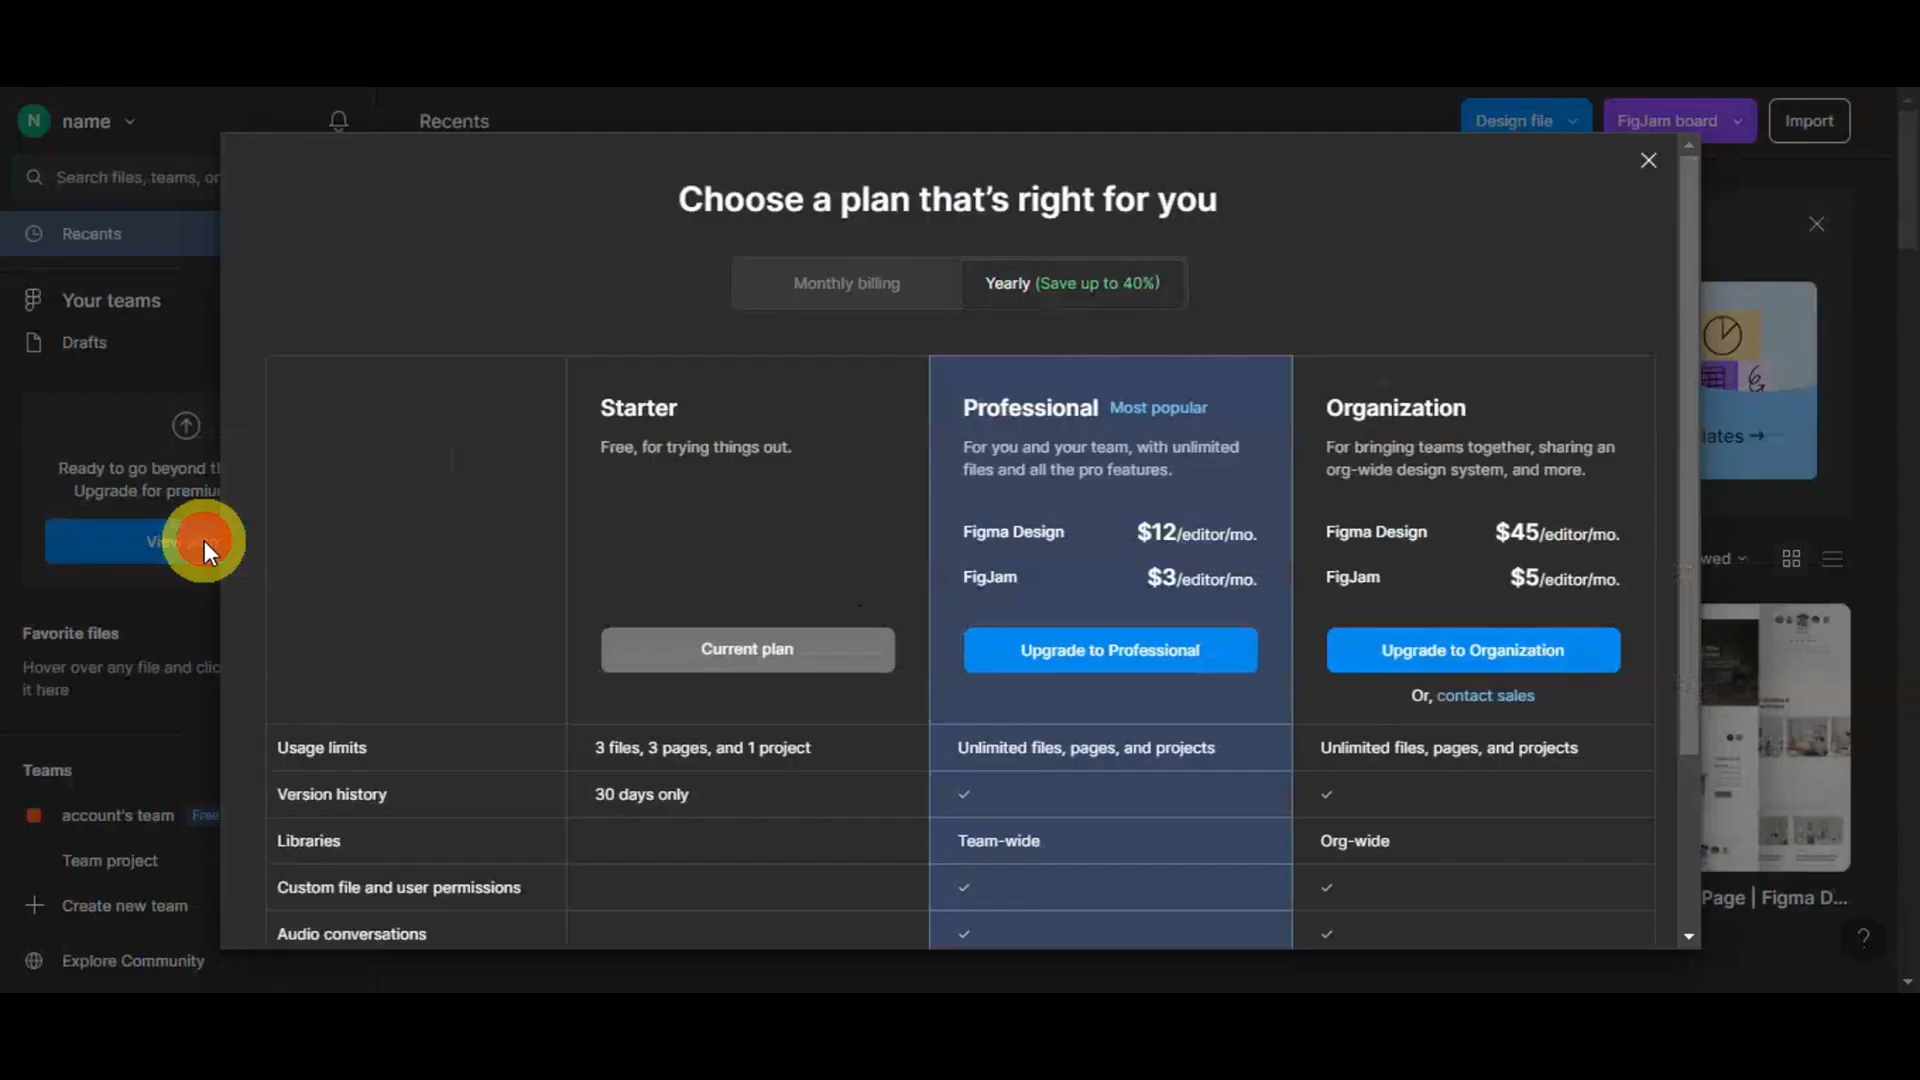 N name
Recents
Design file
FigJam board
Import
Search files, teams, or
Recents
Your teams
Drafts
Ready to go beyond th
Upgrade for premiu
View plan
Favorite files
Hover over any file and clic
it here
Teams
account's team Free
Team project
Create new team
Explore Community
Choose a plan that's right for you
Monthly billing
Yearly (Save up to 40%)
Starter
Free, for trying things out.
Current plan
Professional Most popular
For you and your team, with unlimited
files and all the pro features.
Figma Design $12/editor/mo.
FigJam $3/editor/mo.
Upgrade to Professional
Organization
For bringing teams together, sharing an
org-wide design system, and more.
Figma Design $45/editor/mo.
FigJam $5/editor/mo.
Upgrade to Organization
Or, contact sales
Usage limits 3 files, 3 pages, and 1 project Unlimited files, pages, and projects Unlimited files, pages, and projects
Version history 30 days only
Libraries Team-wide Org-wide
Custom file and user permissions
Audio conversations
lates →
wed
Page | Figma D...
?